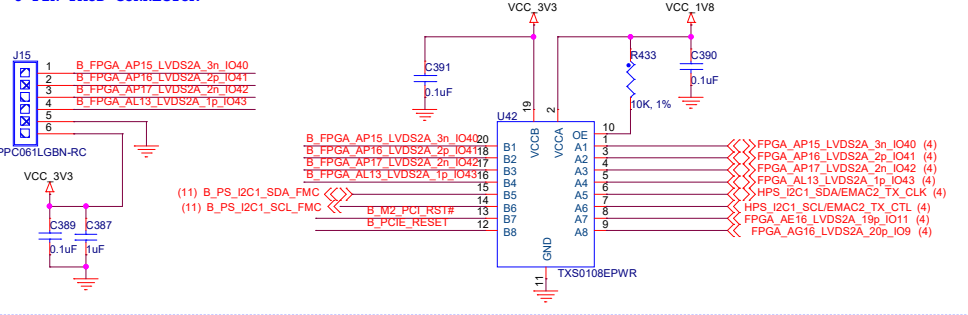 VCC_3V3
VCC_1V8
J15
1 B_FPGA_AP15_LVDS2A_3n_IO40
2 B_FPGA_AP16_LVDS2A_2p_IO41
3 B_FPGA_AP17_LVDS2A_2n_IO42
4 B_FPGA_AL13_LVDS2A_1p_IO43
5
6
PPC061LGBN-RC
C391
0.1uF
R433
10K, 1%
C390
0.1uF
19
2
U42
VCCB
VCCA
OE 10
B_FPGA_AP15_LVDS2A_3n_IO40 20 B1 A1 1 FPGA_AP15_LVDS2A_3n_IO40 (4)
B_FPGA_AP16_LVDS2A_2p_IO41 18 B2 A2 3 FPGA_AP16_LVDS2A_2p_IO41 (4)
B_FPGA_AP17_LVDS2A_2n_IO42 17 B3 A3 4 FPGA_AP17_LVDS2A_2n_IO42 (4)
B_FPGA_AL13_LVDS2A_1p_IO43 16 B4 A4 5 FPGA_AL13_LVDS2A_1p_IO43 (4)
(11) B_PS_I2C1_SDA_FMC 15 B5 A5 6 HPS_I2C1_SDA/EMAC2_TX_CLK (4)
(11) B_PS_I2C1_SCL_FMC 14 B6 A6 7 HPS_I2C1_SCL/EMAC2_TX_CTL (4)
B_M2_PCI_RST# 13 B7 A7 8 FPGA_AE16_LVDS2A_19p_IO11 (4)
B_PCIE_RESET 12 B8 A8 9 FPGA_AG16_LVDS2A_20p_IO9 (4)
GND
11
TXS0108EPWR
VCC_3V3
C389
0.1uF
C387
1uF